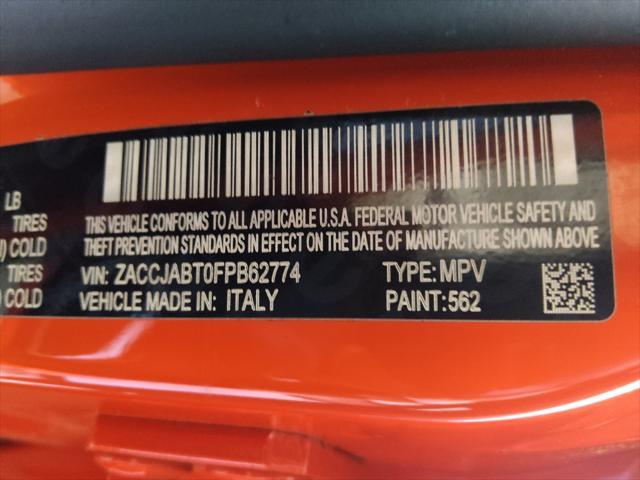 LB
TIRES
) COLD
TIRES
) COLD
THIS VEHICLE CONFORMS TO ALL APPLICABLE U.S.A. FEDERAL MOTOR VEHICLE SAFETY AND
THEFT PREVENTION STANDARDS IN EFFECT ON THE DATE OF MANUFACTURE SHOWN ABOVE
VIN: ZACCJABT0FPB62774 TYPE: MPV
VEHICLE MADE IN: ITALY PAINT:562